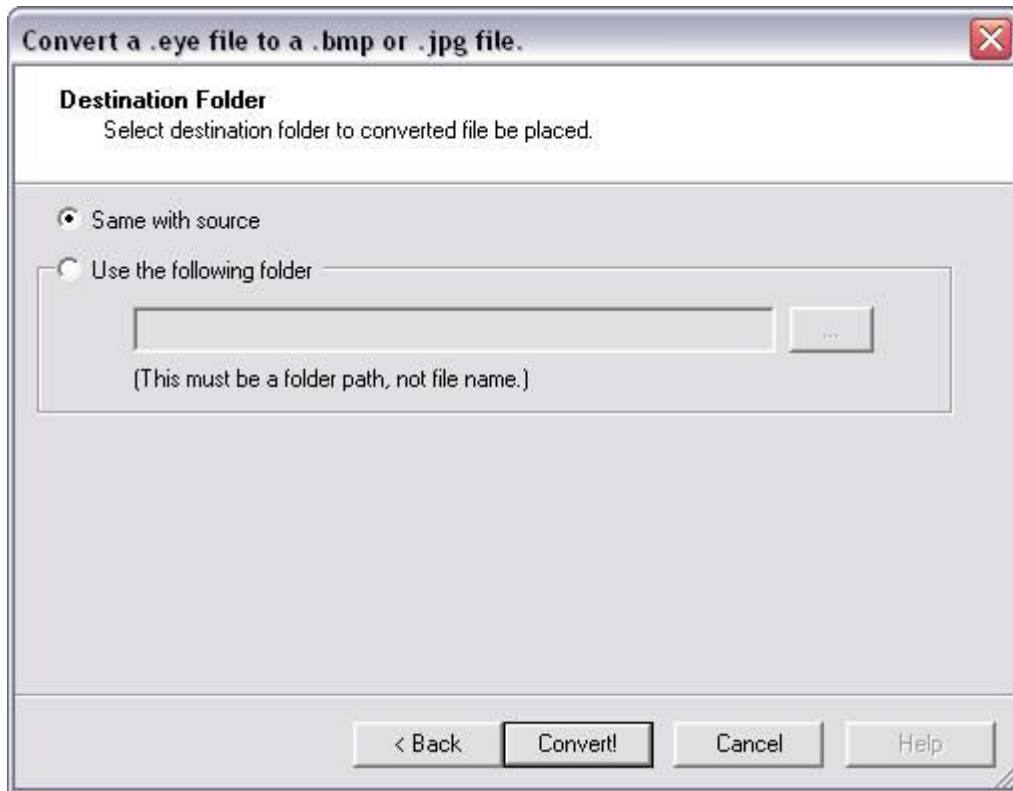 Convert a .eye file to a .bmp or .jpg file.
Destination Folder
Select destination folder to converted file be placed.
Same with source
Use the following folder
...
(This must be a folder path, not file name.)
< Back
Convert!
Cancel
Help